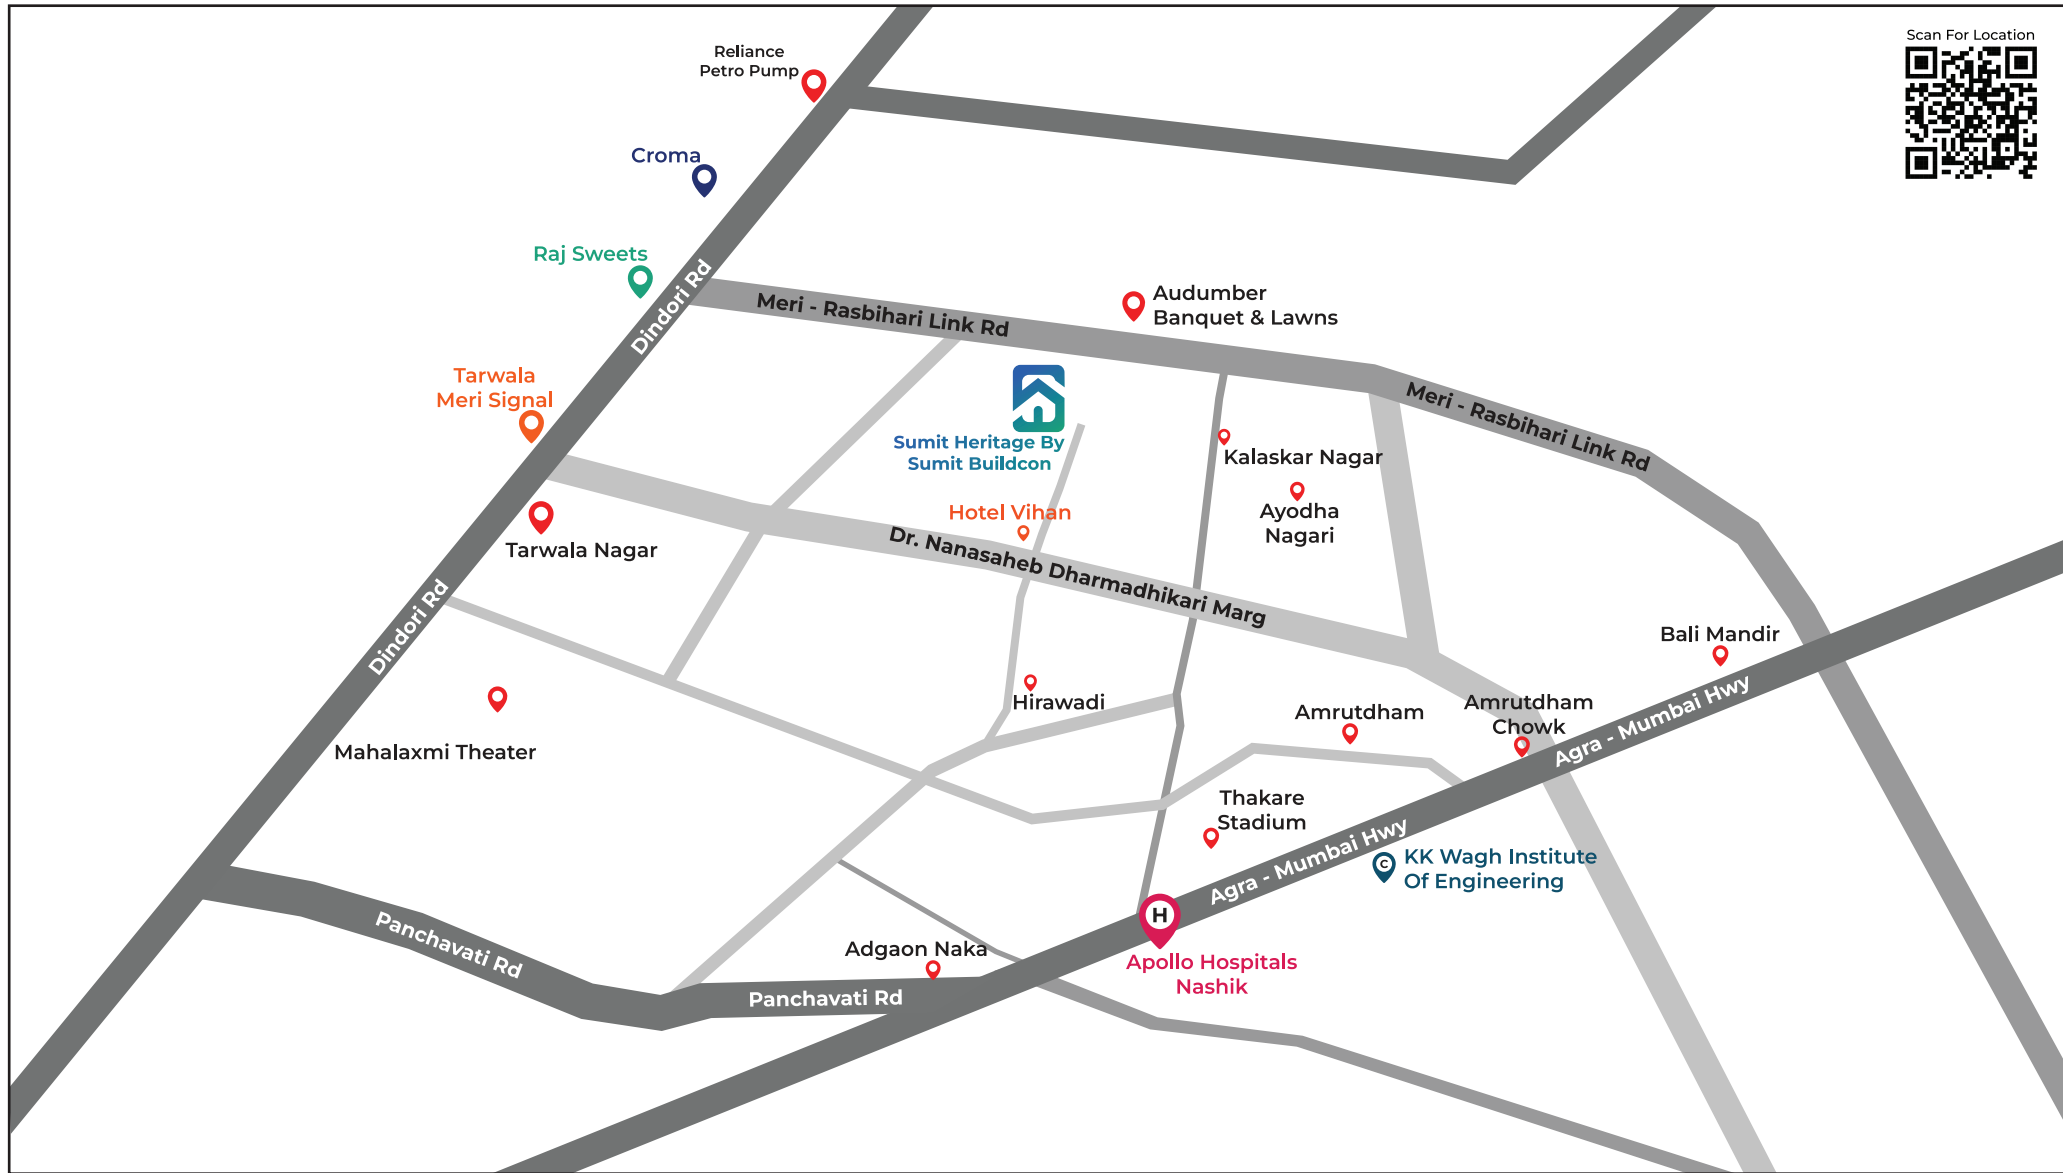 Scan For Location
Reliance
Petro Pump
Croma
Raj Sweets
Dindori Rd
Meri - Rasbihari Link Rd
Audumber
Banquet & Lawns
Tarwala
Meri Signal
Meri - Rasbihari Link Rd
Sumit Heritage By
Sumit Buildcon
Kalaskar Nagar
Ayodha
Nagari
Hotel Vihan
Tarwala Nagar
Dr. Nanasaheb Dharmadhikari Marg
Dindori Rd
Bali Mandir
Hirawadi
Amrutdham
Amrutdham
Chowk
Agra - Mumbai Hwy
Mahalaxmi Theater
Thakare
Stadium
Agra - Mumbai Hwy
C
KK Wagh Institute
Of Engineering
H
Apollo Hospitals
Nashik
Panchavati Rd
Adgaon Naka
Panchavati Rd